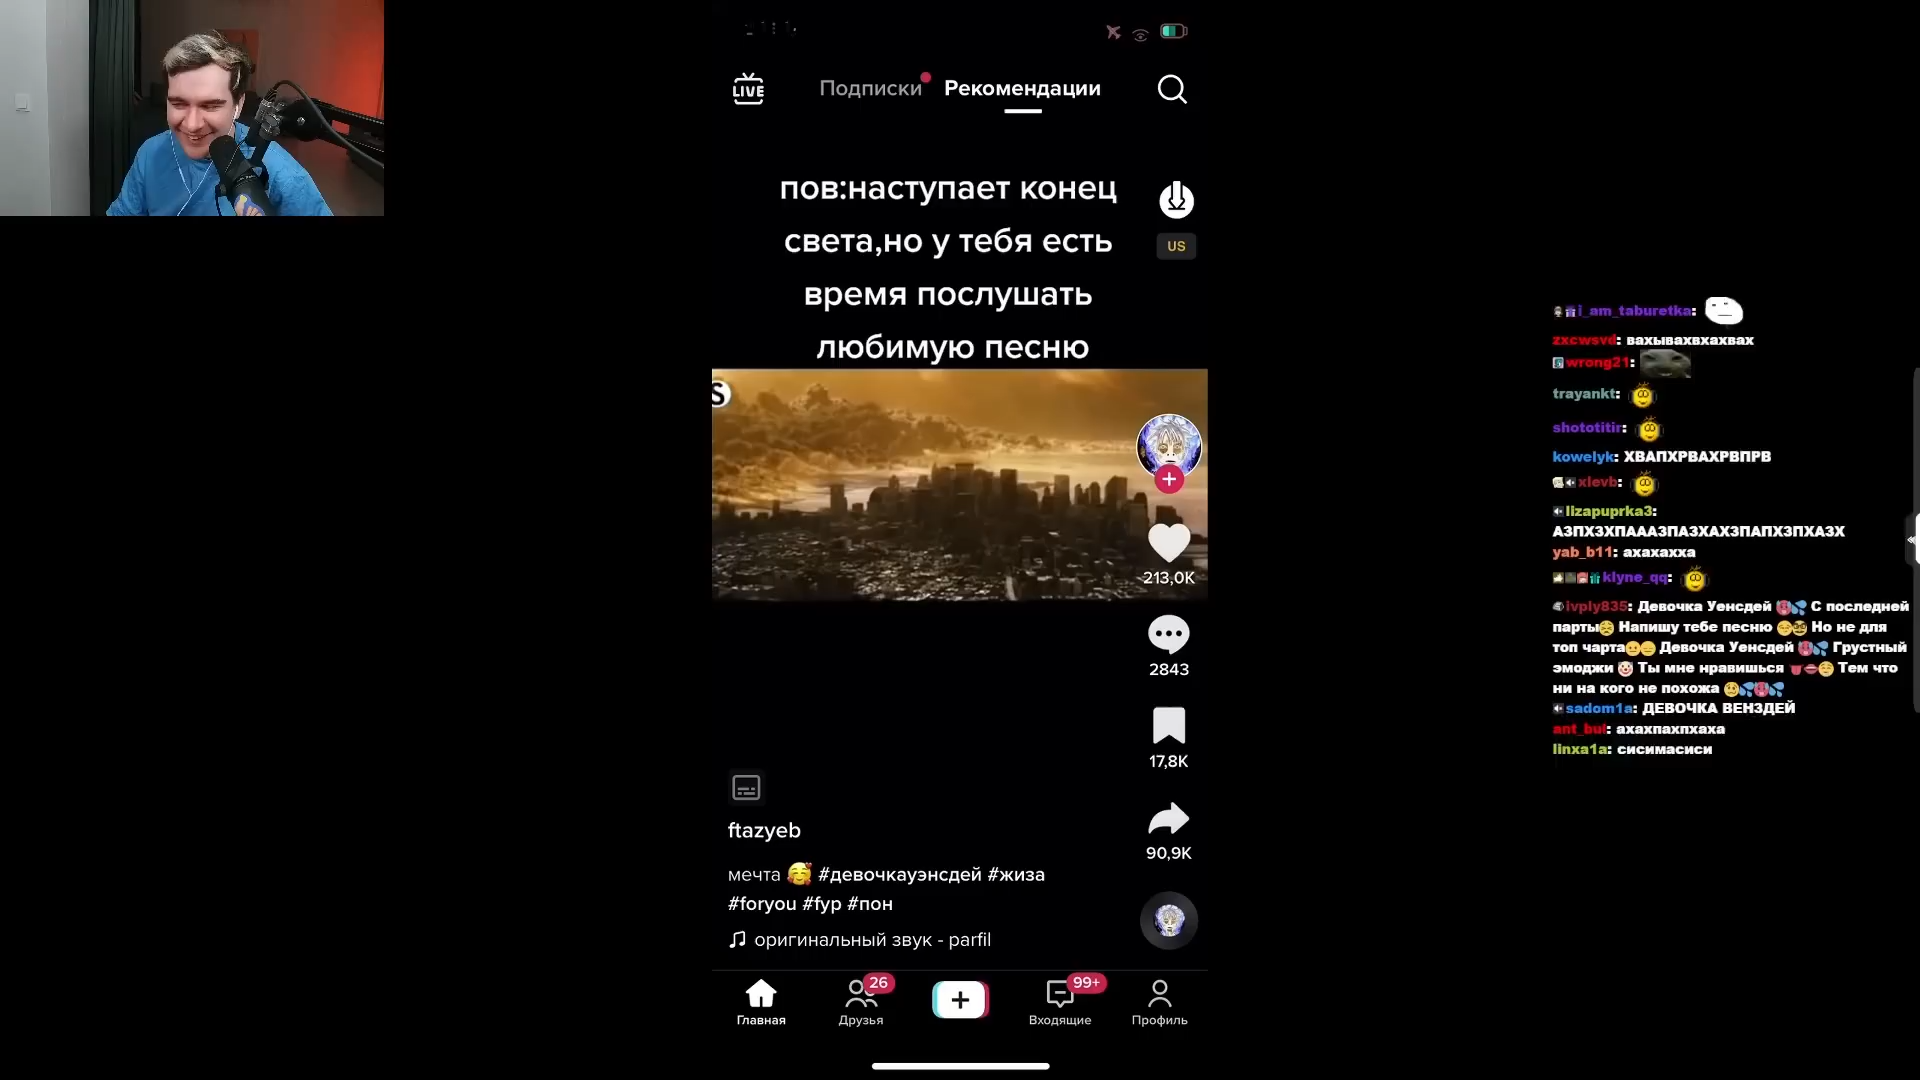 LIVE
Подписки
Рекомендации
пов:наступает конец
света,но у тебя есть
время послушать
любимую песню
US
S
213,0K
2843
17,8K
90,9K
ftazyeb
мечта 🥰 #девочкауэнсдей #жиза
#foryou #fyp #пон
оригинальный звук - parfil
26
99+
Главная
Друзья
Входящие
Профиль
i_am_taburetka:
zxcwsvd: вахывахвхахвах
wrong21:
trayankt:
shototitir:
kowelyk: ХВАПХРВАХРВПРВ
xlevb:
lizapuprka3:
АЗПХЗХПАААЗПАЗХАХЗПАПХЗПХАЗХ
yab_b11: ахахахха
klyne_qq:
ivply835: Девочка Уенсдей 🥵💦 С последней
парты😣 Напишу тебе песню 😏🥸 Но не для
топ чарта😐😑 Девочка Уенсдей 🥵💦 Грустный
эмоджи 🤡 Ты мне нравишься 👅👄😌 Тем что
ни на кого не похожа 🥴💦🥵💦
sadom1a: ДЕВОЧКА ВЕНЗДЕЙ
ant_but: ахахпахпхаха
linxa1a: сисимасиси